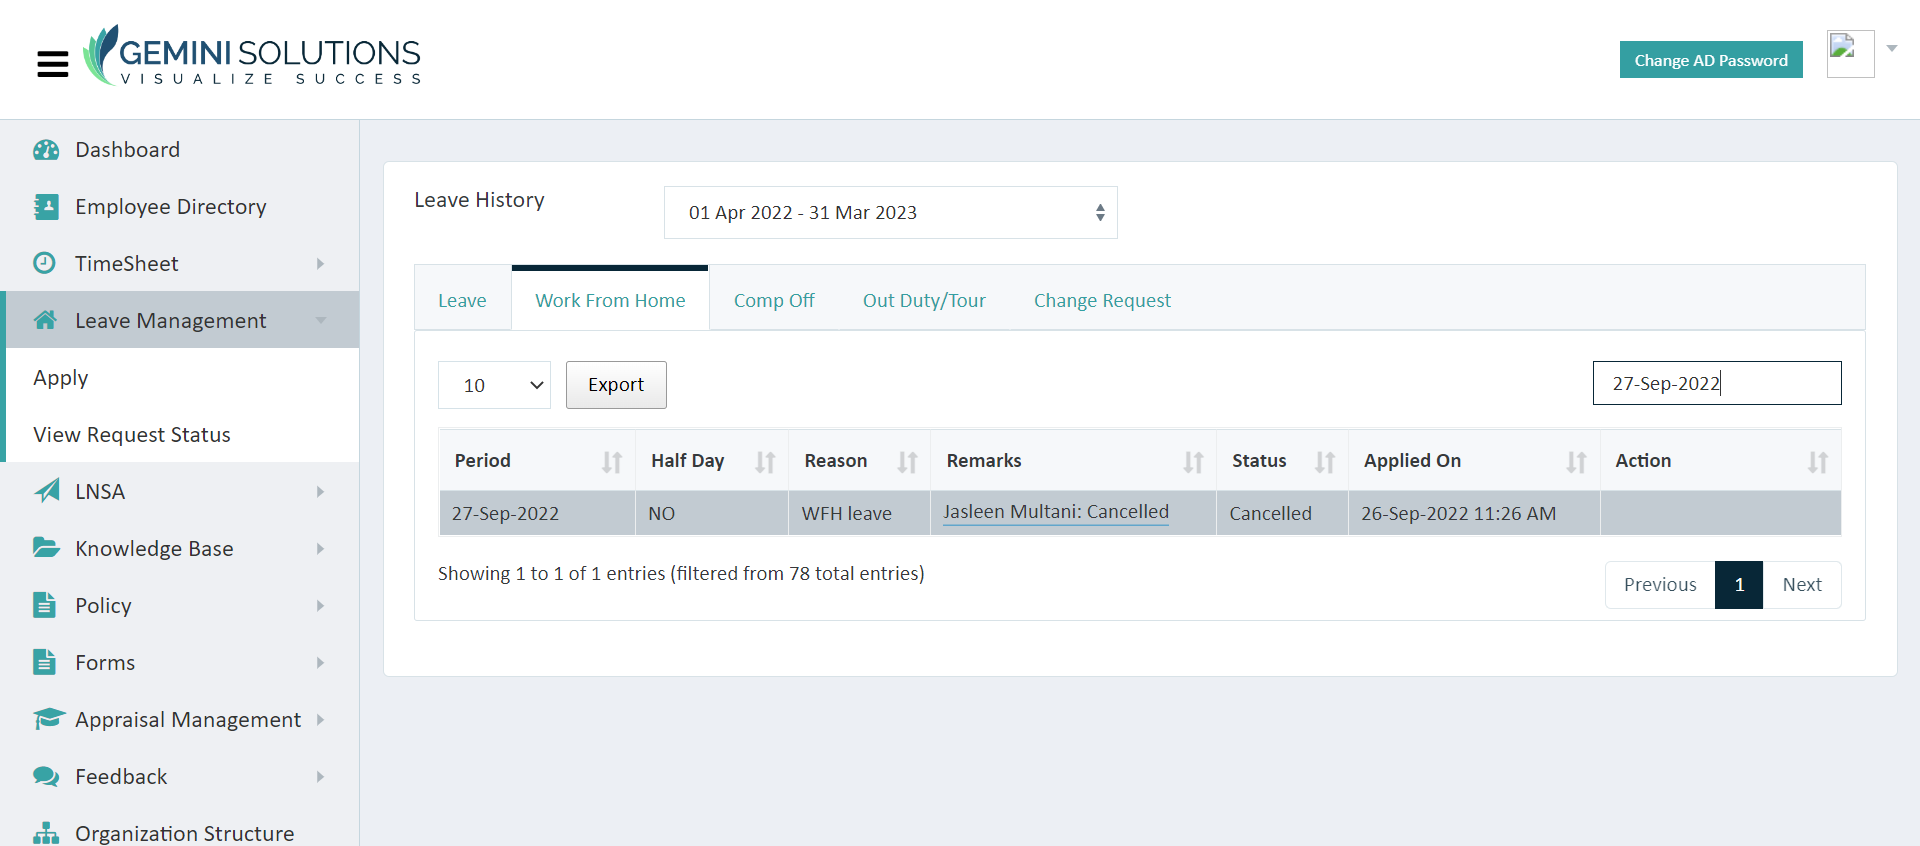 GEMINI SOLUTIONS
VISUALIZE SUCCESS
Change AD Password
Dashboard
Employee Directory
TimeSheet
Leave Management
Apply
View Request Status
LNSA
Knowledge Base
Policy
Forms
Appraisal Management
Feedback
Organization Structure
Leave History
01 Apr 2022 - 31 Mar 2023
Leave Work From Home Comp Off Out Duty/Tour Change Request
10 Export 27-Sep-2022
Period Half Day Reason Remarks Status Applied On Action
27-Sep-2022 NO WFH leave Jasleen Multani: Cancelled Cancelled 26-Sep-2022 11:26 AM
Showing 1 to 1 of 1 entries (filtered from 78 total entries)
Previous 1 Next